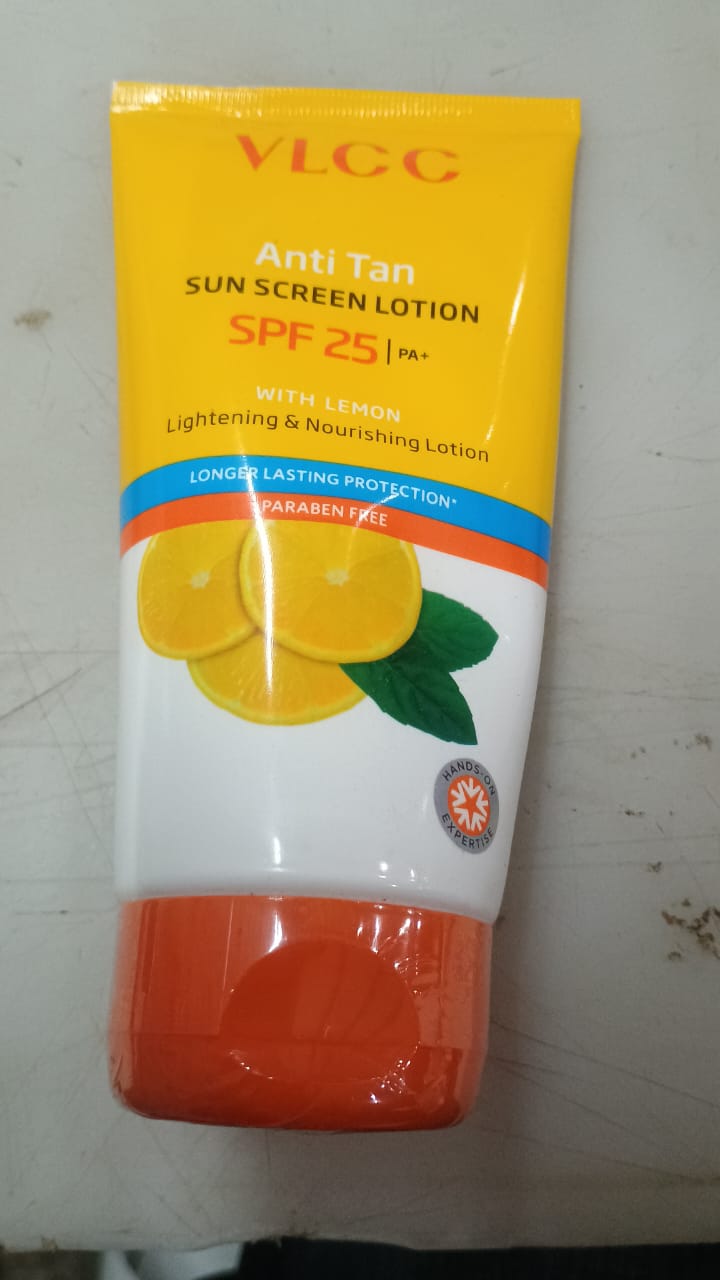 VLCC
Anti Tan
SUN SCREEN LOTION
SPF 25 | PA+
WITH LEMON
Lightening & Nourishing Lotion
LONGER LASTING PROTECTION*
PARABEN FREE
HANDS-ON
EXPERTISE